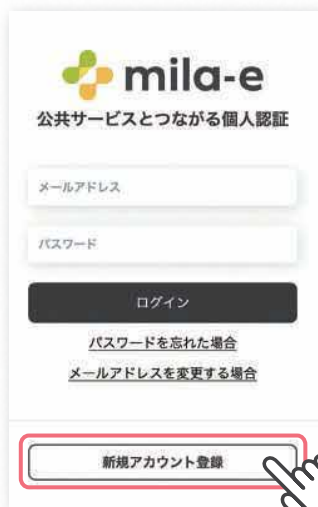 mila-e
公共サービスとつながる個人認証
メールアドレス
パスワード
ログイン
パスワードを忘れた場合
メールアドレスを変更する場合
新規アカウント登録